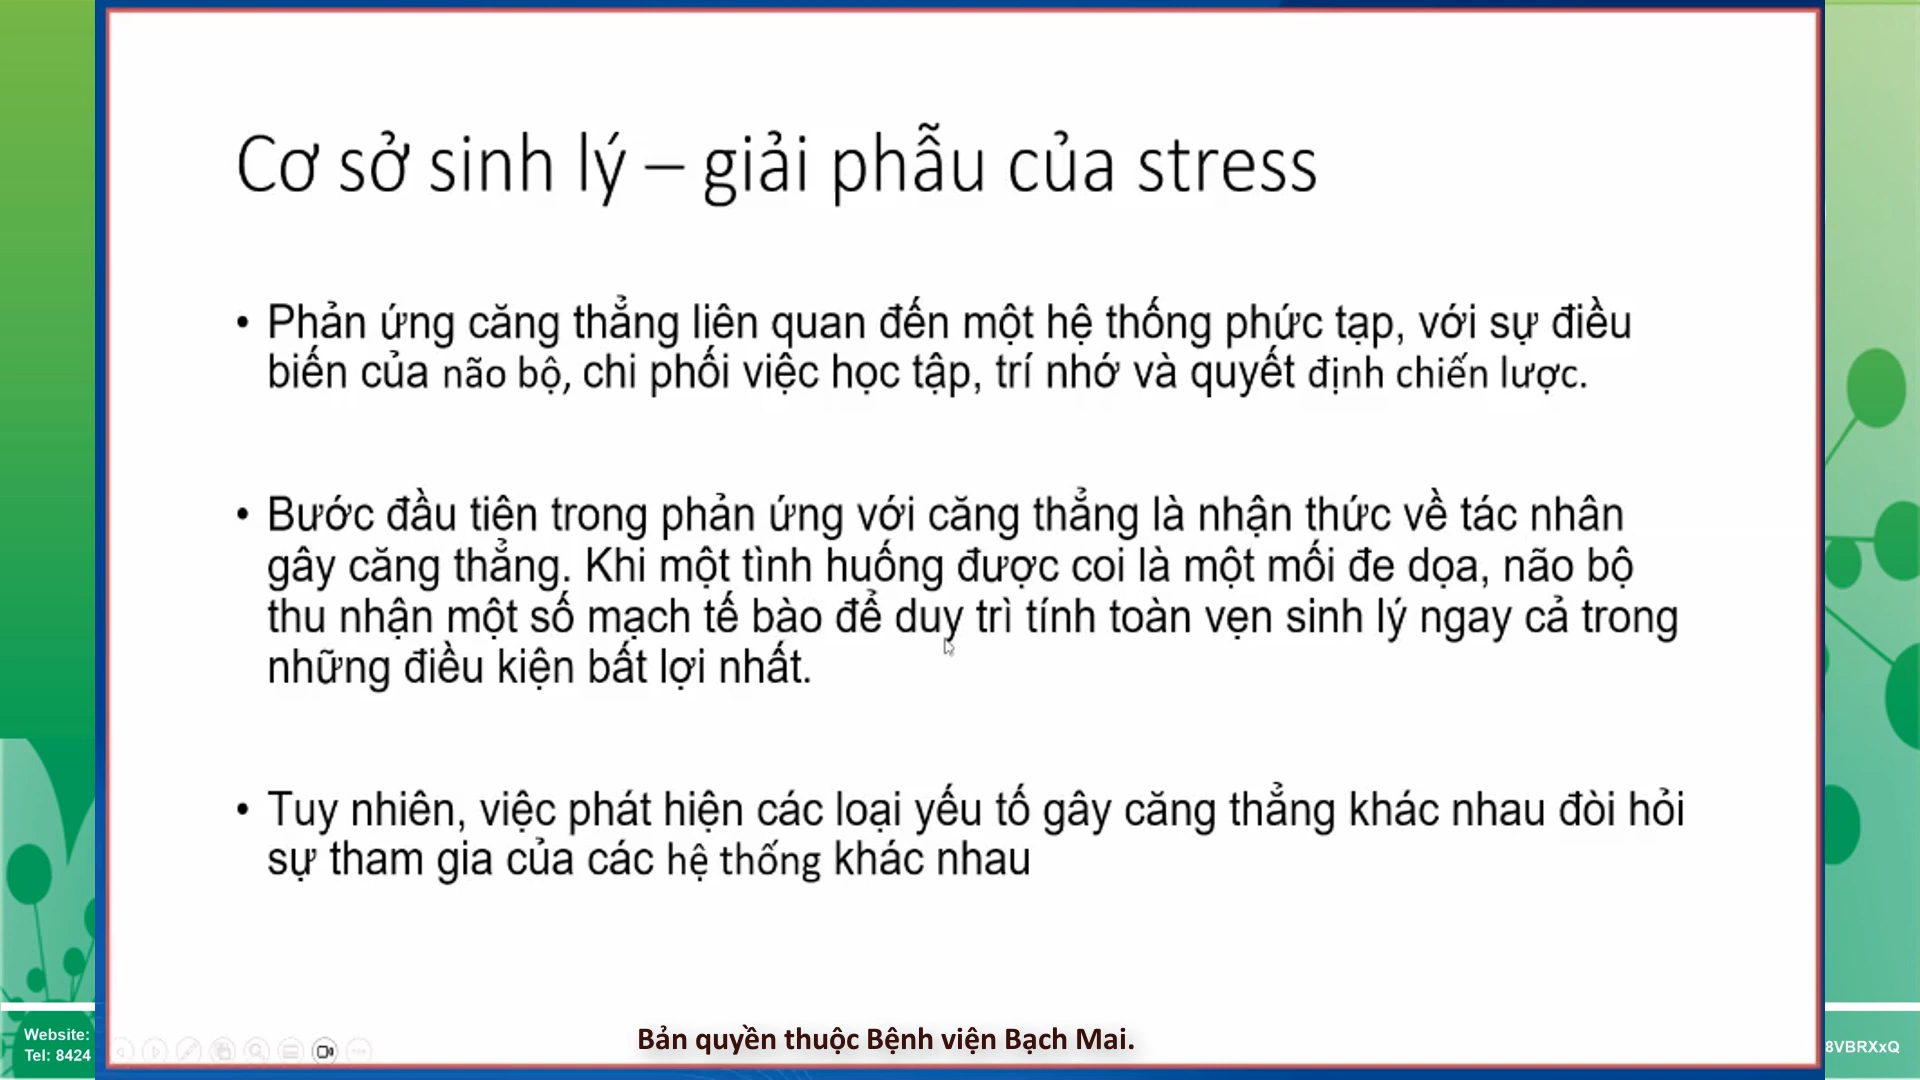 Cơ sở sinh lý – giải phẫu của stress
• Phản ứng căng thẳng liên quan đến một hệ thống phức tạp, với sự điều
biến của não bộ, chi phối việc học tập, trí nhớ và quyết định chiến lược.
• Bước đầu tiên trong phản ứng với căng thẳng là nhận thức về tác nhân
gây căng thẳng. Khi một tình huống được coi là một mối đe dọa, não bộ
thu nhận một số mạch tế bào để duy trì tính toàn vẹn sinh lý ngay cả trong
những điều kiện bất lợi nhất.
• Tuy nhiên, việc phát hiện các loại yếu tố gây căng thẳng khác nhau đòi hỏi
sự tham gia của các hệ thống khác nhau
Bản quyền thuộc Bệnh viện Bạch Mai.
Website:
Tel: 8424
8VBRXxQ